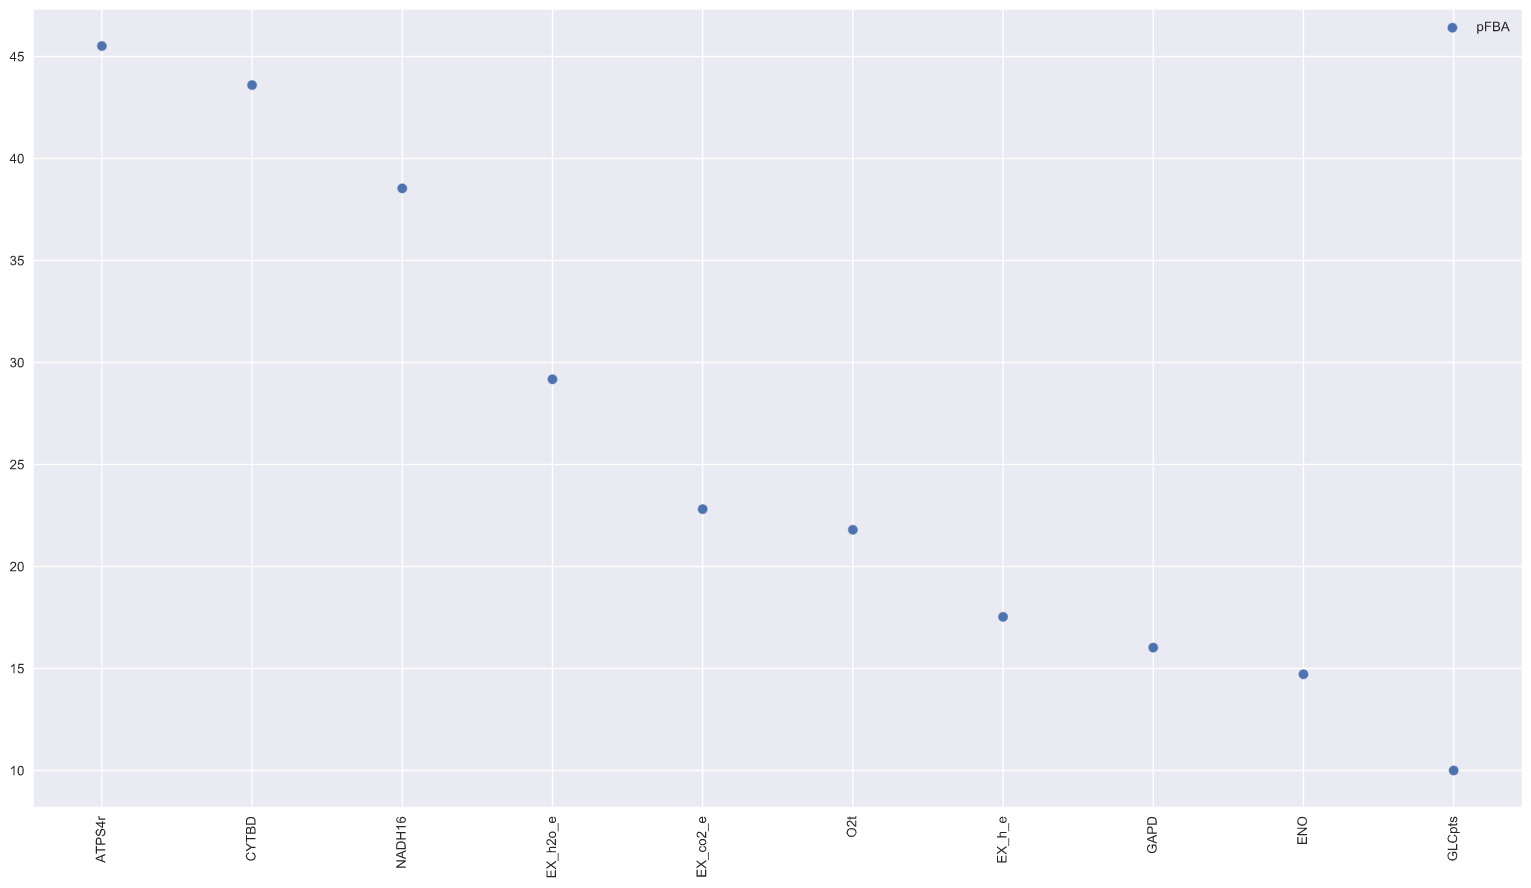 pFBA
45
40
35
30
25
20
15
10
ATPS4r
CYTBD
NADH16
EX_h2o_e
EX_co2_e
O2t
EX_h_e
GAPD
ENO
GLCpts